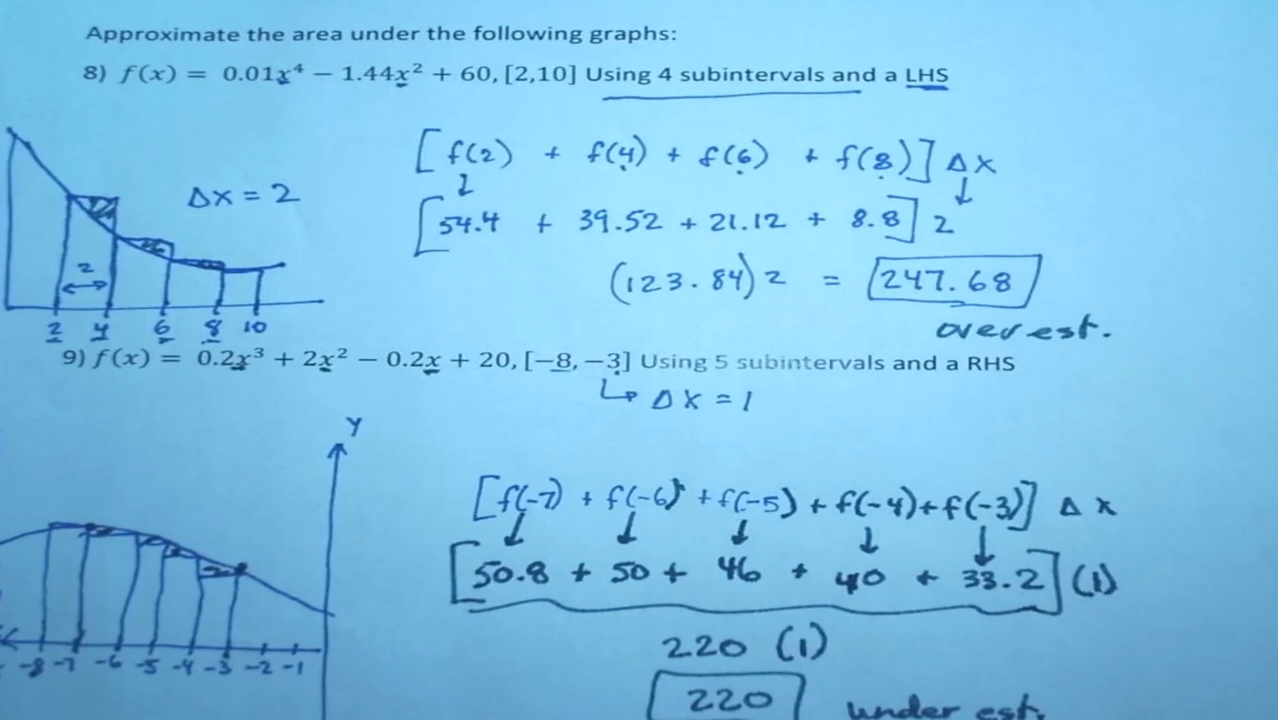 Approximate the area under the following graphs:
8) f(x) = 0.01x⁴ − 1.44x² + 60, [2,10] Using 4 subintervals and a LHS
[f(2) + f(4) + f(6) + f(8)] Δx
Δx = 2
[54.4 + 39.52 + 21.12 + 8.8] 2
(123.84) 2 = 247.68
2
2 4 6 8 10
over est.
9) f(x) = 0.2x³ + 2x² − 0.2x + 20, [−8, −3] Using 5 subintervals and a RHS
Δx = 1
Y
[f(-7) + f(-6) + f(-5) + f(-4) + f(-3)] Δx
[50.8 + 50 + 46 + 40 + 33.2] (1)
220 (1)
-8 -7 -6 -5 -4 -3 -2 -1
220 under est.